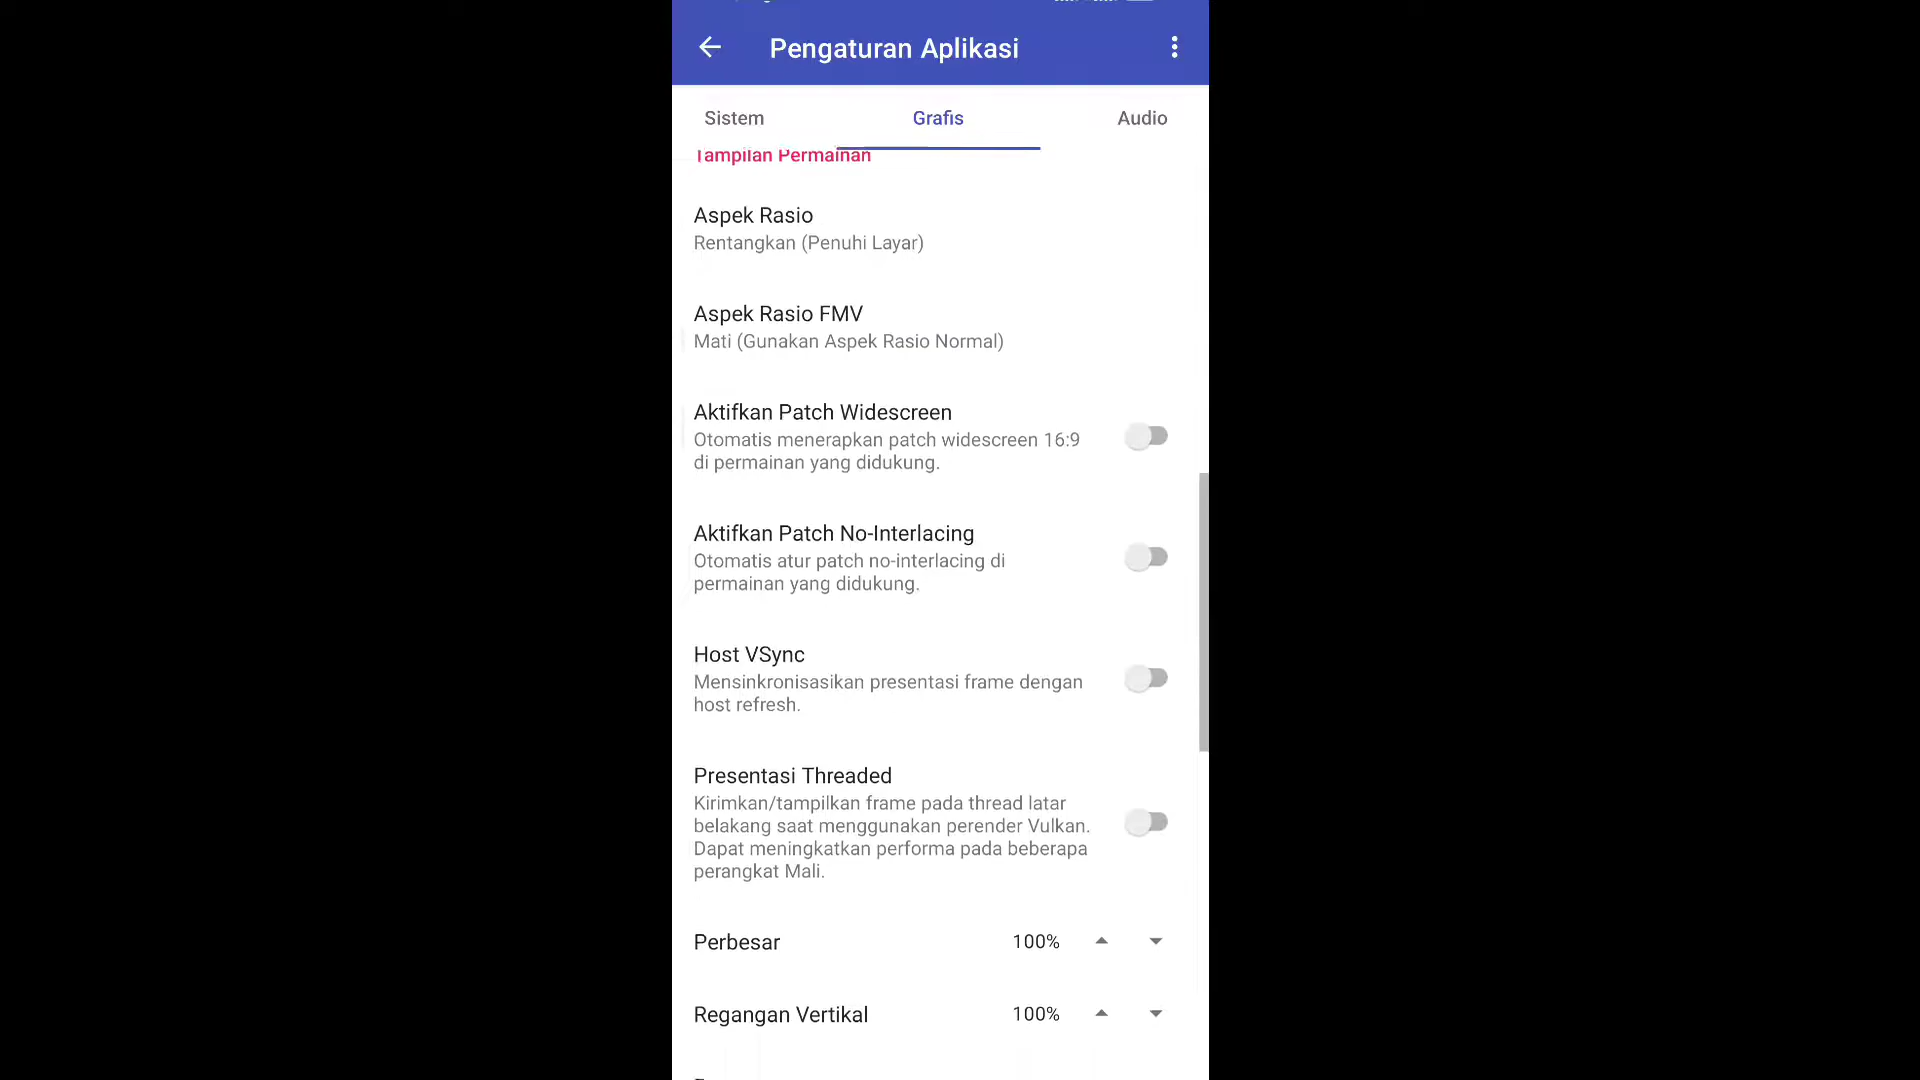 Pengaturan Aplikasi
Sistem
Grafis
Audio
Tampilan Permainan
Aspek Rasio
Rentangkan (Penuhi Layar)
Aspek Rasio FMV
Mati (Gunakan Aspek Rasio Normal)
Aktifkan Patch Widescreen
Otomatis menerapkan patch widescreen 16:9
di permainan yang didukung.
Aktifkan Patch No-Interlacing
Otomatis atur patch no-interlacing di
permainan yang didukung.
Host VSync
Mensinkronisasikan presentasi frame dengan
host refresh.
Presentasi Threaded
Kirimkan/tampilkan frame pada thread latar
belakang saat menggunakan perender Vulkan.
Dapat meningkatkan performa pada beberapa
perangkat Mali.
Perbesar 100%
Regangan Vertikal 100%